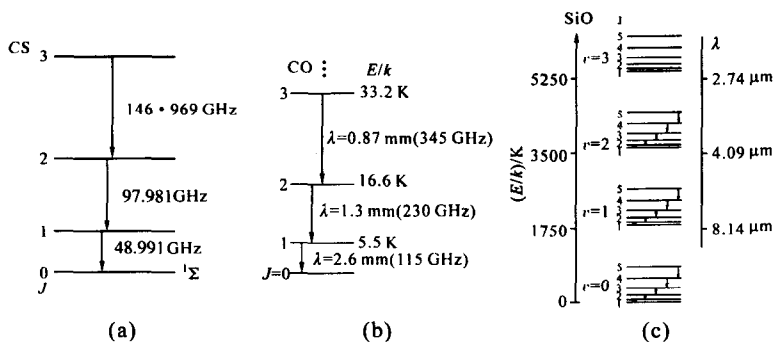 CS
3
146·969 GHz
2
97.981GHz
1
48.991GHz
0
J
¹Σ
(a)
CO
E/k
3
33.2 K
λ=0.87 mm(345 GHz)
2
16.6 K
λ=1.3 mm(230 GHz)
1
5.5 K
λ=2.6 mm(115 GHz)
J=0
(b)
SiO
J
λ
(E/k)/K
5250
3500
1750
0
v=3
5
4
3
2
1
v=2
5
4
3
2
1
v=1
5
4
3
2
1
v=0
5
4
3
2
1
2.74 μm
4.09 μm
8.14 μm
(c)